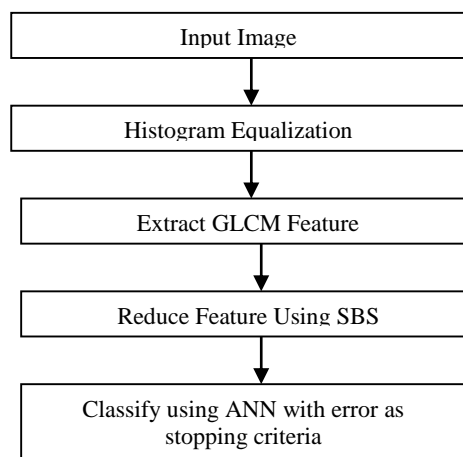 Input Image
Histogram Equalization
Extract GLCM Feature
Reduce Feature Using SBS
Classify using ANN with error as
stopping criteria